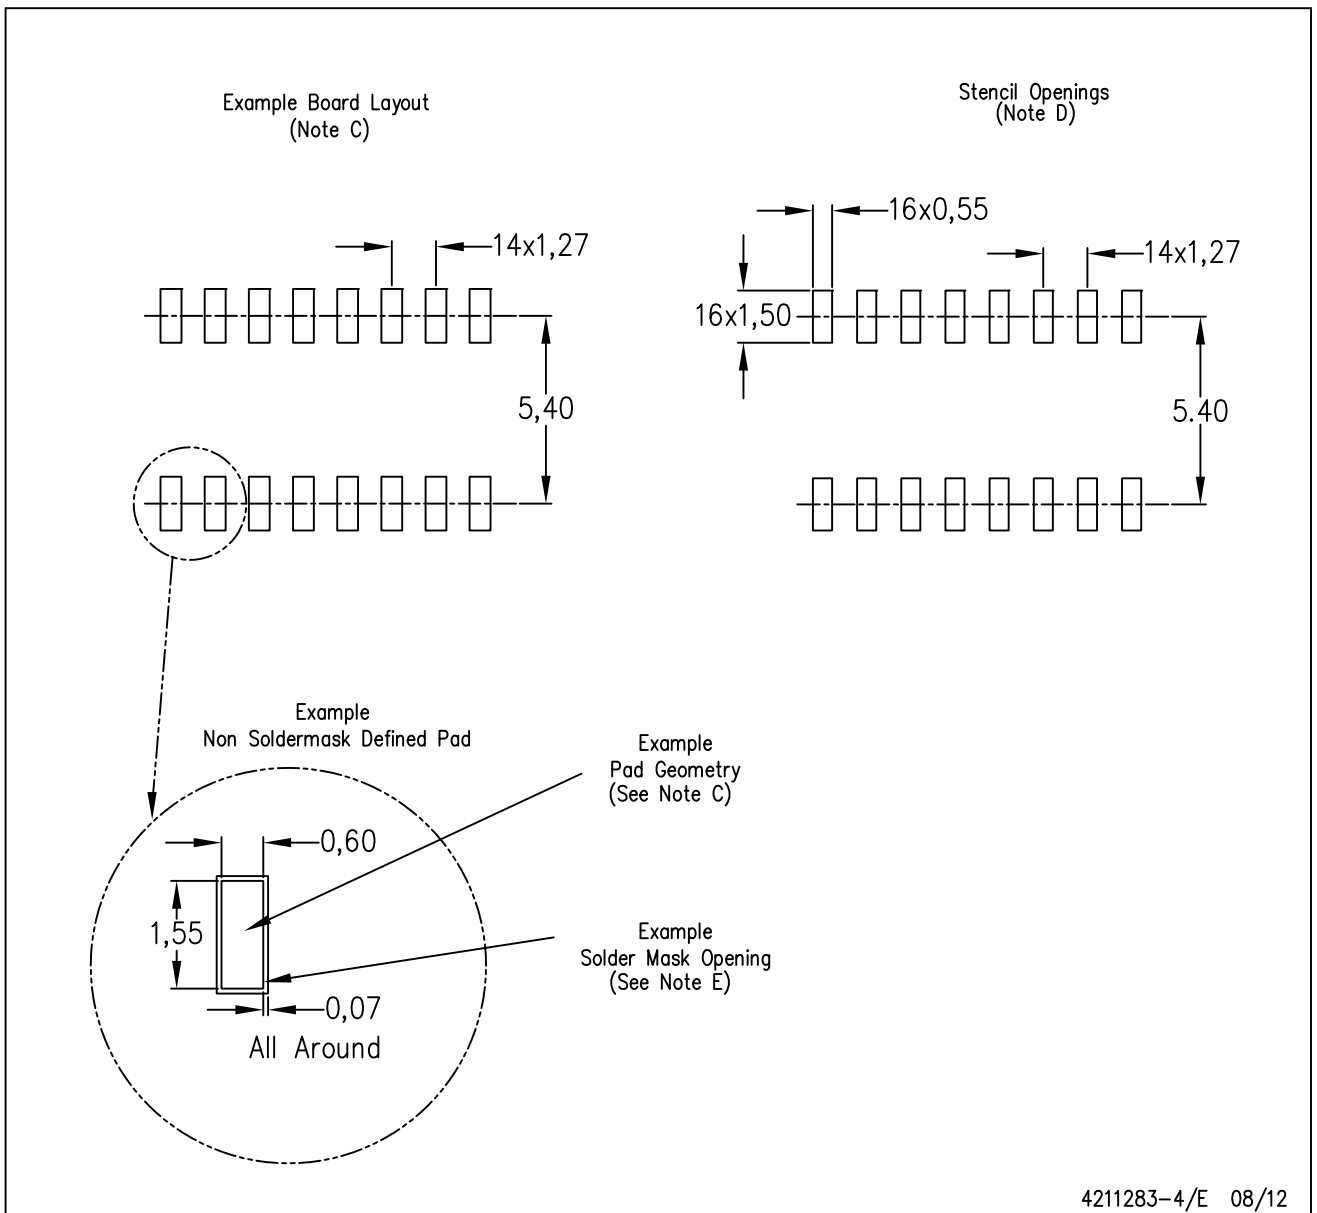 Example Board Layout
(Note C)
Stencil Openings
(Note D)
14x1,27
5,40
16x0,55
14x1,27
16x1,50
5.40
Example
Non Soldermask Defined Pad
Example
Pad Geometry
(See Note C)
0,60
1,55
Example
Solder Mask Opening
(See Note E)
0,07
All Around
4211283-4/E 08/12